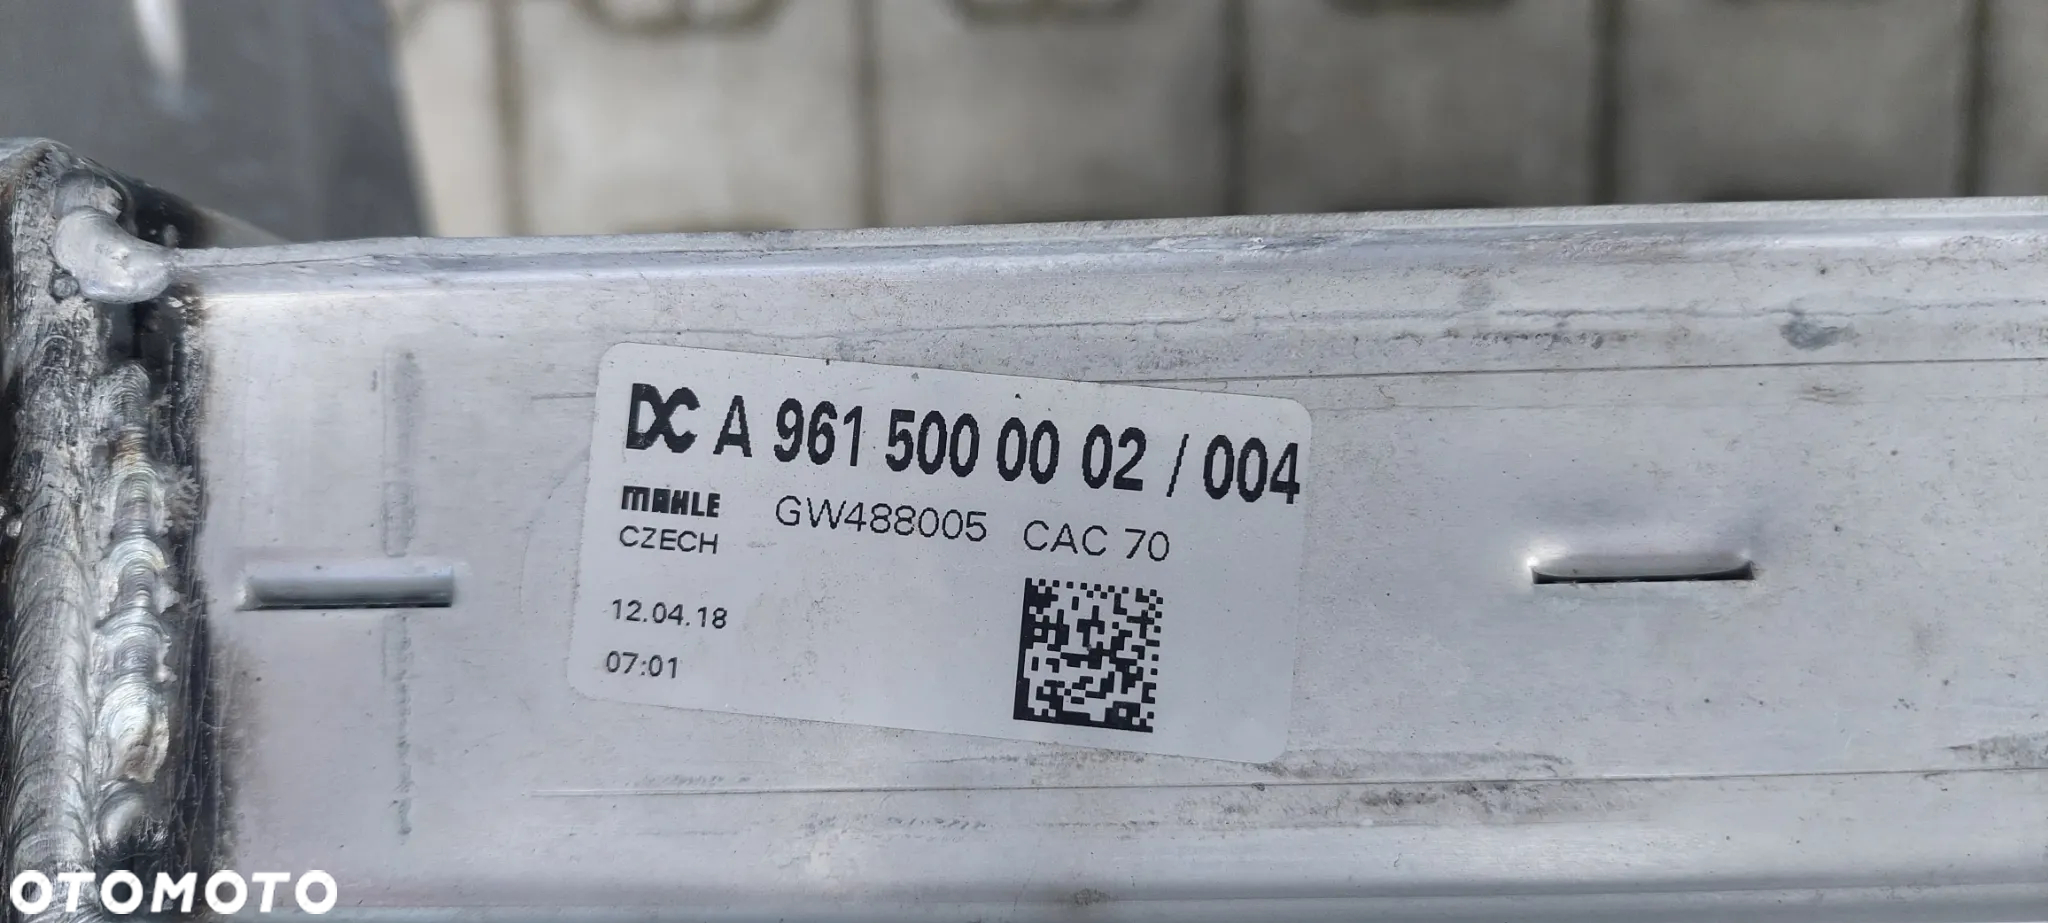 DC A 961 500 00 02 / 004
MAHLE GW488005 CAC 70
CZECH
12.04.18
07:01
OTOMOTO